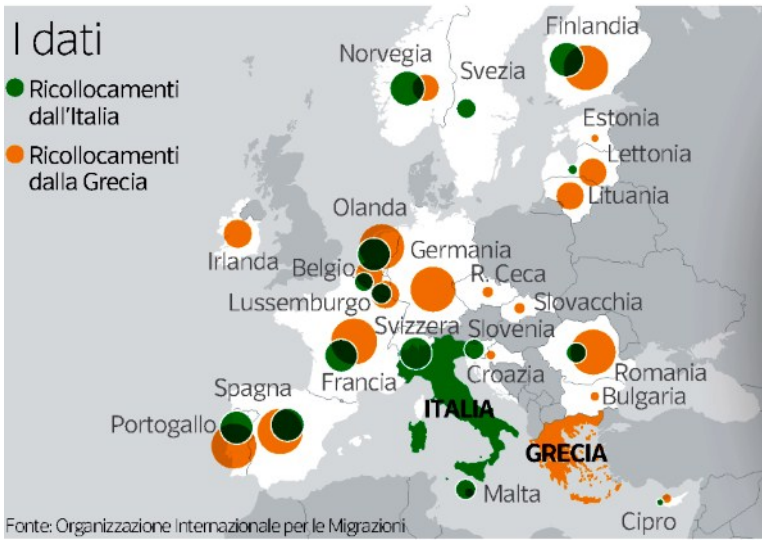 I dati
Ricollocamenti
dall'Italia
Ricollocamenti
dalla Grecia
Norvegia
Svezia
Finlandia
Estonia
Lettonia
Lituania
Olanda
Irlanda
Belgio
Germania
R. Ceca
Lussemburgo
Slovacchia
Svizzera
Slovenia
Francia
Croazia
Romania
Spagna
Bulgaria
Portogallo
ITALIA
GRECIA
Malta
Cipro
Fonte: Organizzazione Internazionale per le Migrazioni